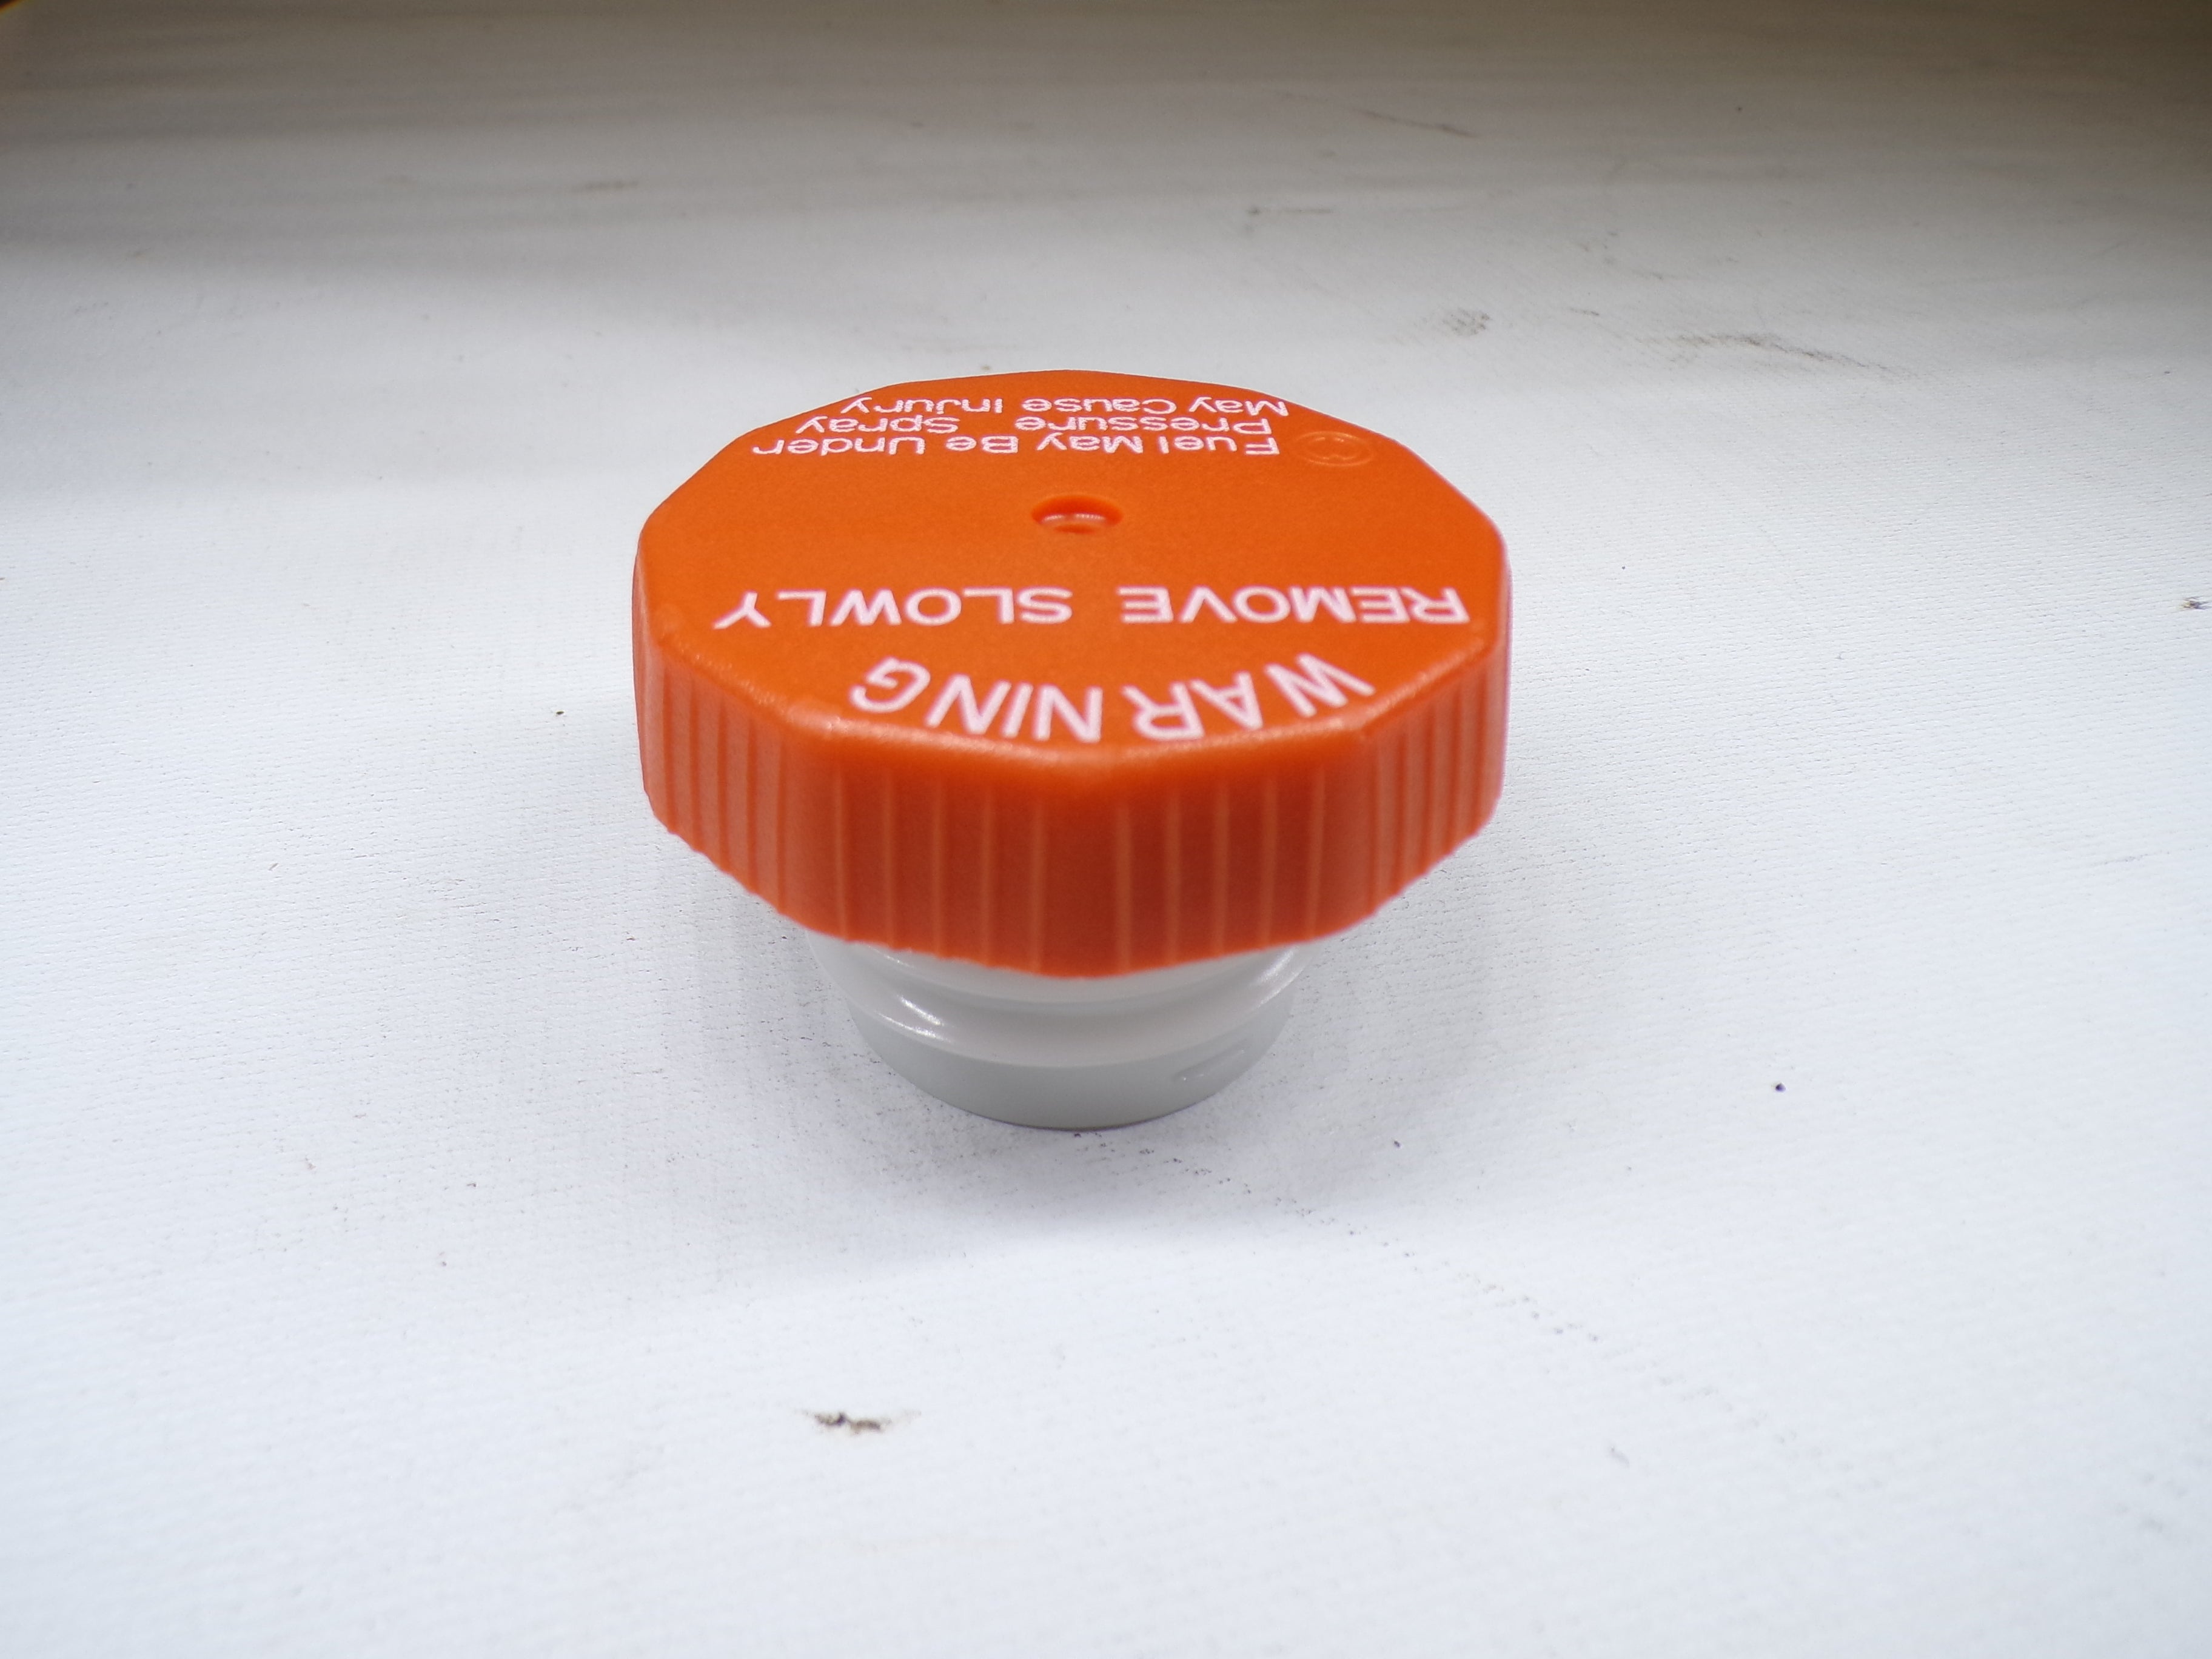 WARNING
REMOVE SLOWLY
Fuel May Be Under
Pressure Spray
May Cause Injury